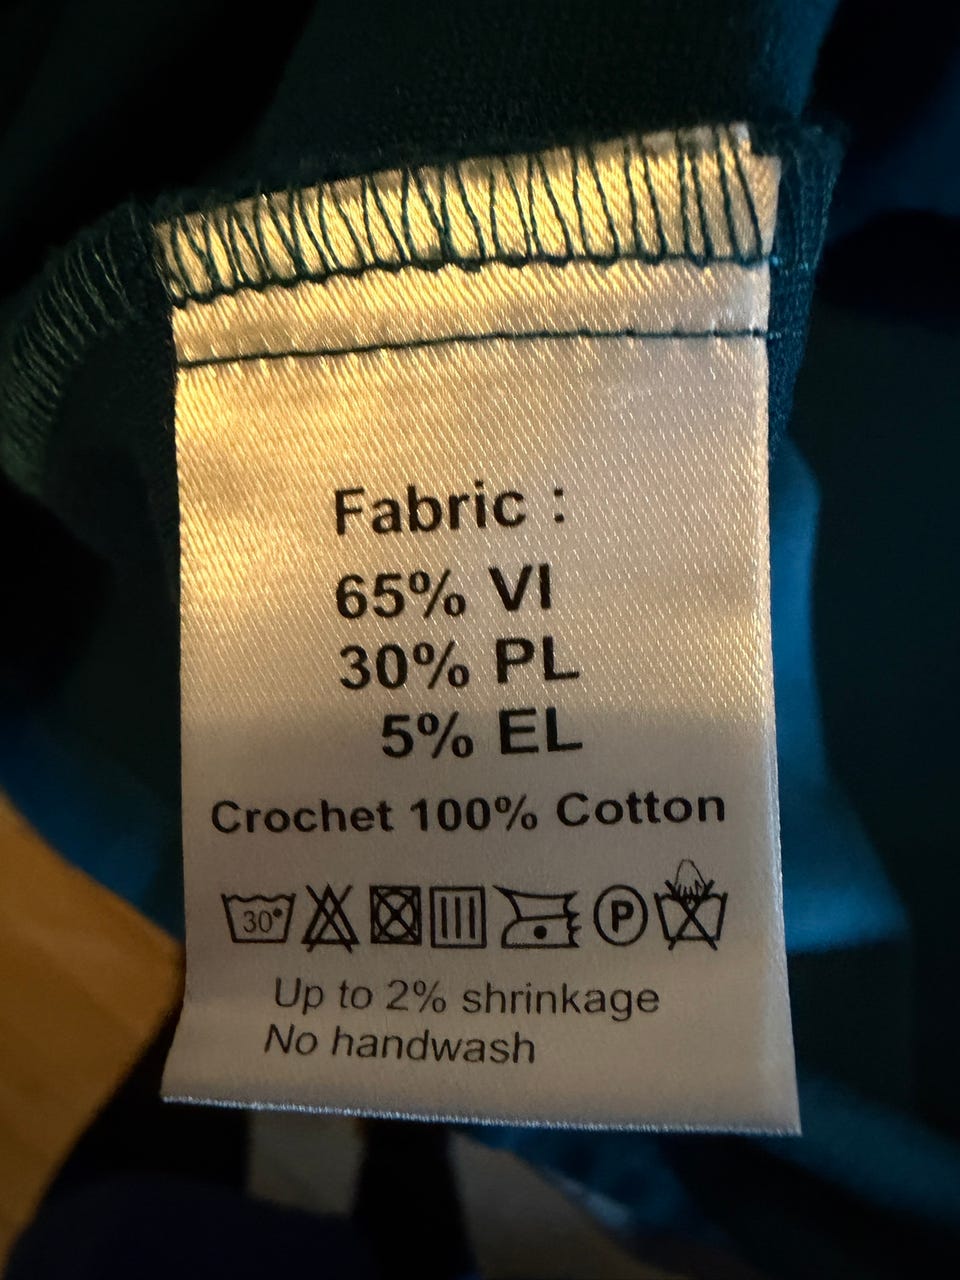 Fabric :
65% VI
30% PL
5% EL
Crochet 100% Cotton
30° P
Up to 2% shrinkage
No handwash